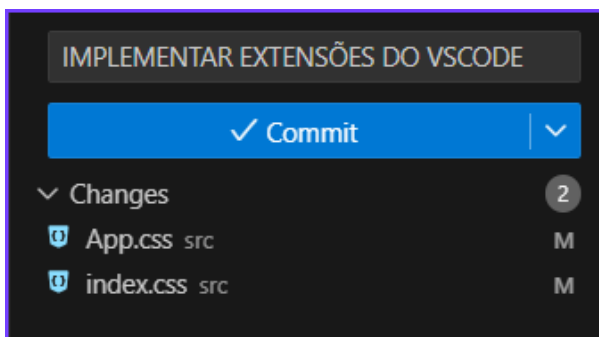 IMPLEMENTAR EXTENSÕES DO VSCODE
Commit
Changes 2
App.css src M
index.css src M